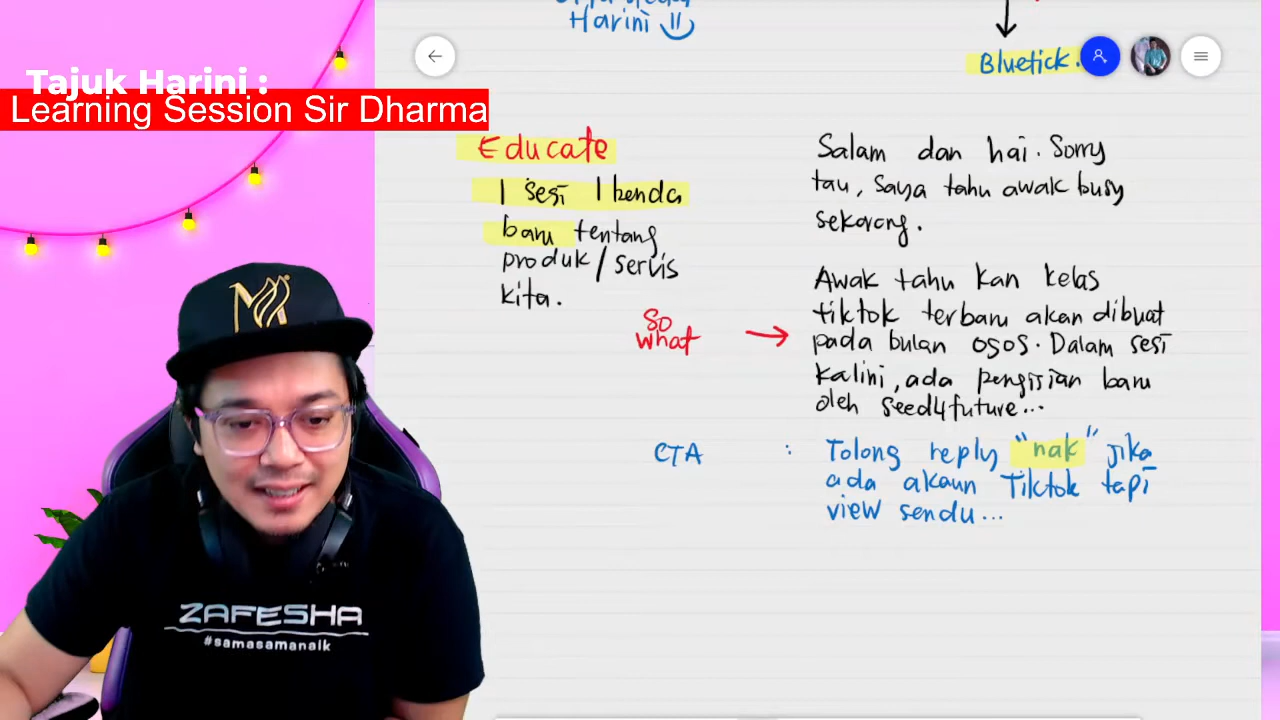 Harini
Bluetick.
Tajuk Harini :
Learning Session Sir Dharma
Educate
1 sesi 1 benda
baru tentang
produk/servis
kita.
Salam dan hai. Sorry
tau, saya tahu awak busy
sekarang.
So
what
Awak tahu kan kelas
tiktok terbaru akan dibuat
pada bulan ogos. Dalam sesi
kalini, ada pengisian baru
oleh seed4future...
CTA : Tolong reply "nak" jika
ada akaun Tiktok tapi
view sendu...
ZAFESHA
#samasamanaik